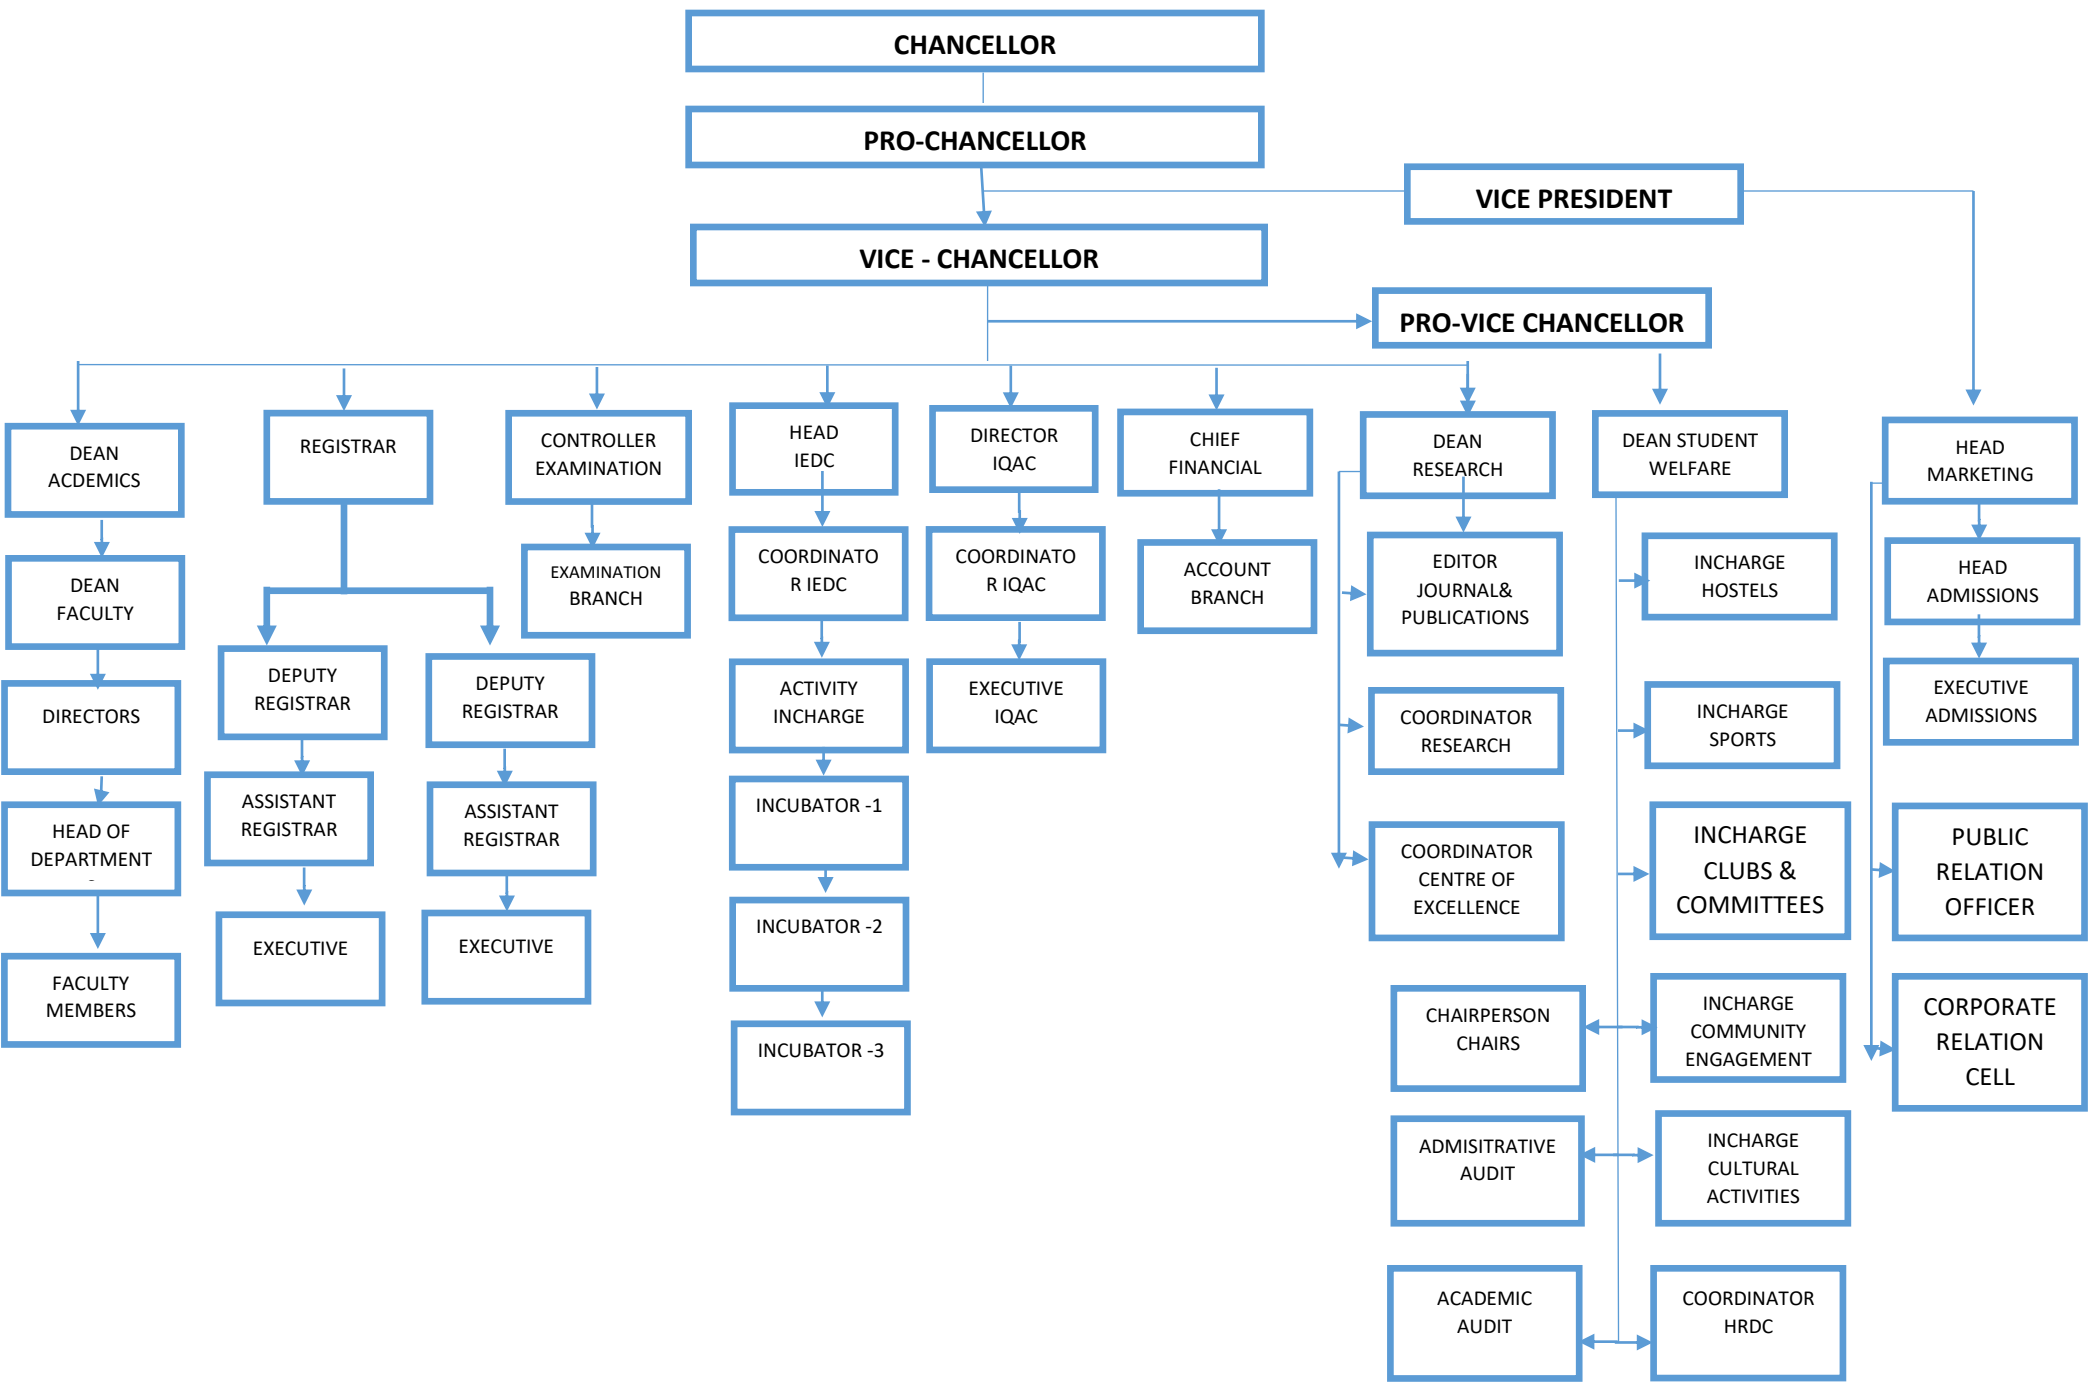 CHANCELLOR
PRO-CHANCELLOR
VICE PRESIDENT
VICE - CHANCELLOR
PRO-VICE CHANCELLOR
DEAN
ACDEMICS
REGISTRAR
CONTROLLER
EXAMINATION
HEAD
IEDC
DIRECTOR
IQAC
CHIEF
FINANCIAL
DEAN
RESEARCH
DEAN STUDENT
WELFARE
HEAD
MARKETING
DEAN
FACULTY
EXAMINATION
BRANCH
COORDINATO
R IEDC
COORDINATO
R IQAC
ACCOUNT
BRANCH
EDITOR
JOURNAL&
PUBLICATIONS
INCHARGE
HOSTELS
HEAD
ADMISSIONS
DIRECTORS
DEPUTY
REGISTRAR
DEPUTY
REGISTRAR
ACTIVITY
INCHARGE
EXECUTIVE
IQAC
COORDINATOR
RESEARCH
INCHARGE
SPORTS
EXECUTIVE
ADMISSIONS
HEAD OF
DEPARTMENT
ASSISTANT
REGISTRAR
ASSISTANT
REGISTRAR
INCUBATOR -1
COORDINATOR
CENTRE OF
EXCELLENCE
INCHARGE
CLUBS &
COMMITTEES
PUBLIC
RELATION
OFFICER
FACULTY
MEMBERS
EXECUTIVE
EXECUTIVE
INCUBATOR -2
CHAIRPERSON
CHAIRS
INCHARGE
COMMUNITY
ENGAGEMENT
CORPORATE
RELATION
CELL
INCUBATOR -3
ADMISITRATIVE
AUDIT
INCHARGE
CULTURAL
ACTIVITIES
ACADEMIC
AUDIT
COORDINATOR
HRDC